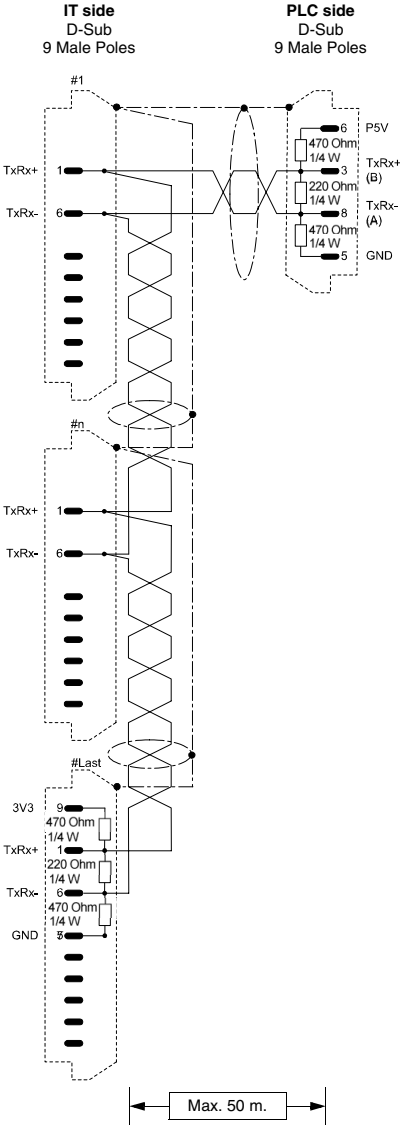 IT side
D-Sub
9 Male Poles
PLC side
D-Sub
9 Male Poles
#1
TxRx+ 1
TxRx- 6
6 P5V
470 Ohm
1/4 W
3 TxRx+
(B)
220 Ohm
1/4 W
8 TxRx-
(A)
470 Ohm
1/4 W
5 GND
#n
TxRx+ 1
TxRx- 6
#Last
3V3 9
470 Ohm
1/4 W
TxRx+ 1
220 Ohm
1/4 W
TxRx- 6
470 Ohm
1/4 W
GND
Max. 50 m.